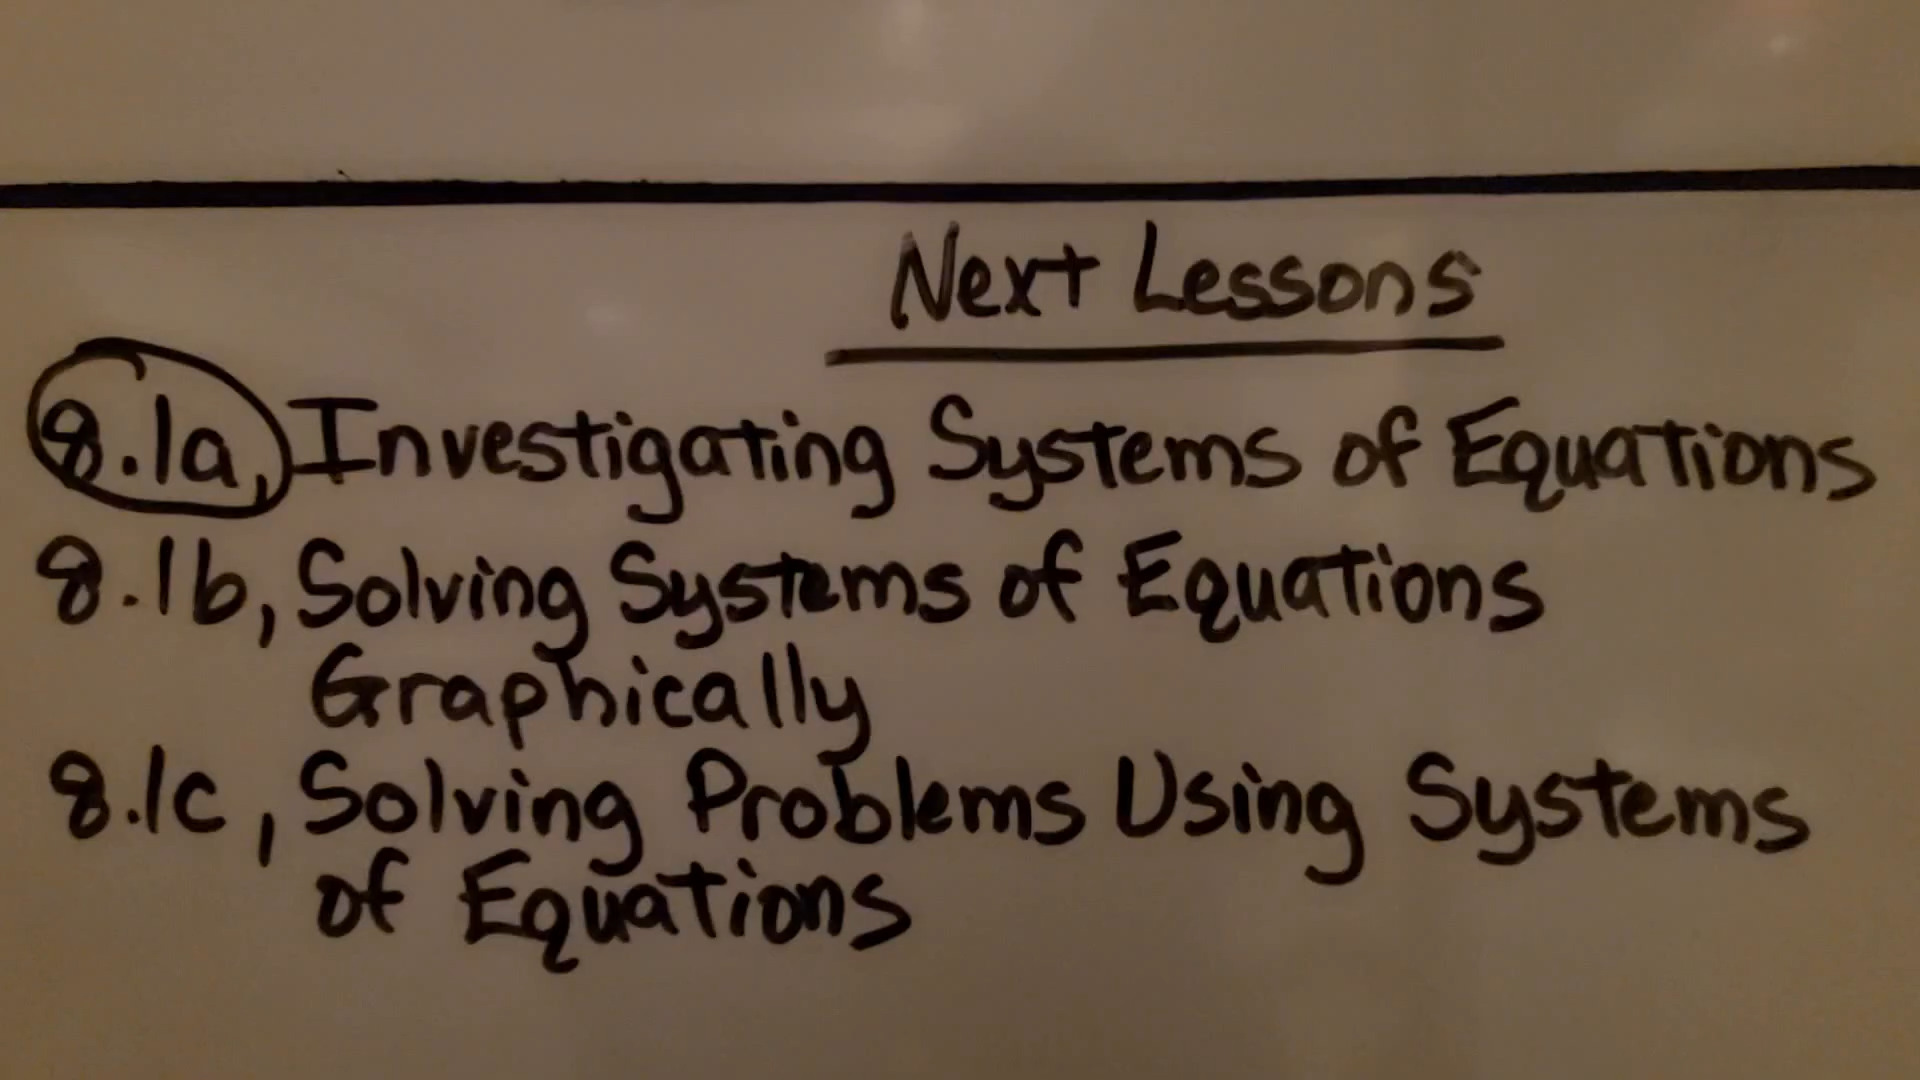 Next Lessons
8.1a, Investigating Systems of Equations
8.1b, Solving Systems of Equations
Graphically
8.1c, Solving Problems Using Systems
of Equations